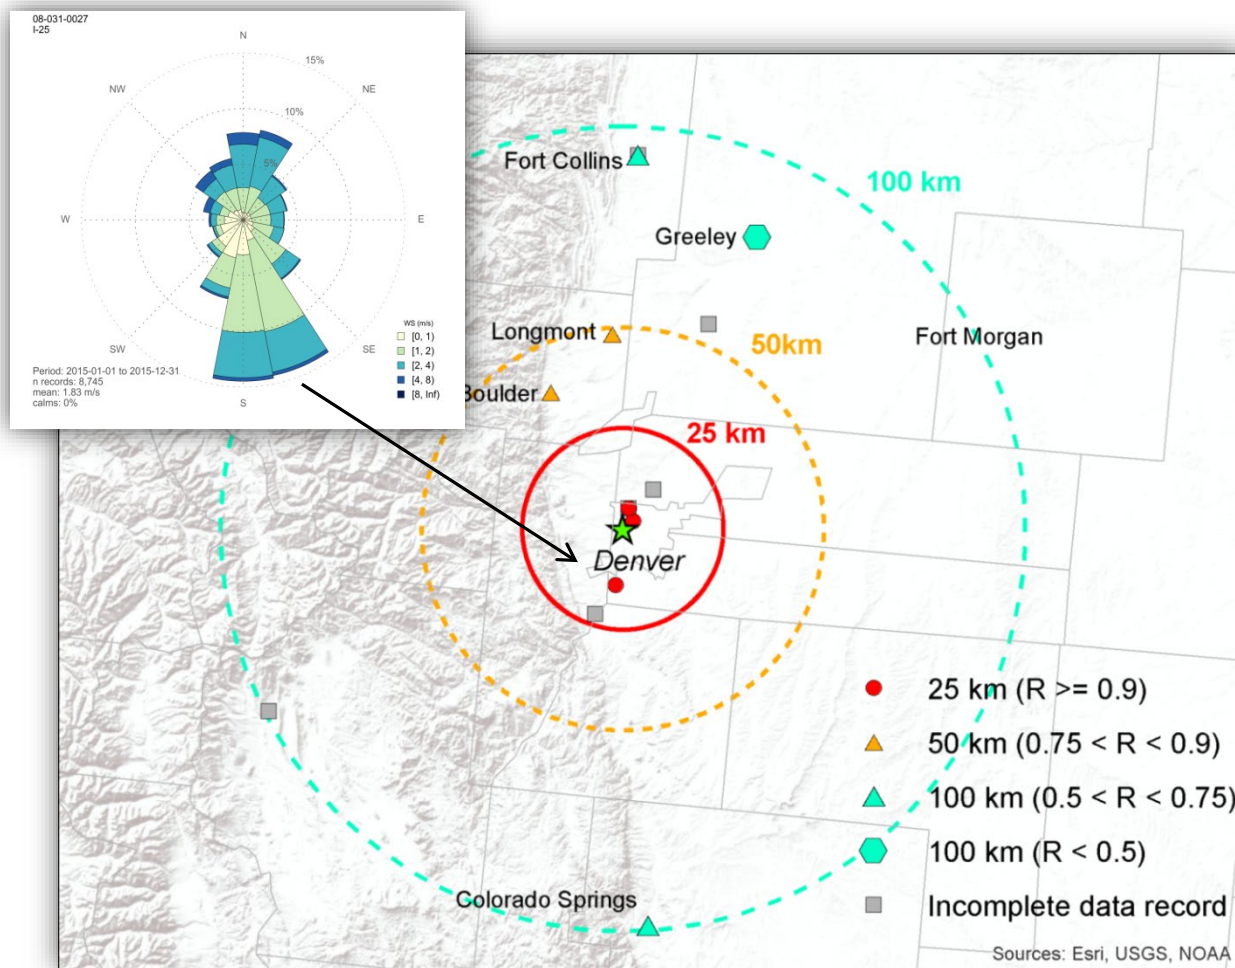 08-031-0027
I-25
N
15%
NW
NE
10%
5%
W
E
SW
SE
S
WS (m/s)
[0, 1)
[1, 2)
[2, 4)
[4, 8)
[8, Inf)
Period: 2015-01-01 to 2015-12-31
n records: 8,745
mean: 1.83 m/s
calms: 0%
Fort Collins
100 km
Greeley
Longmont
50km
Fort Morgan
Boulder
25 km
Denver
25 km (R >= 0.9)
50 km (0.75 < R < 0.9)
100 km (0.5 < R < 0.75)
100 km (R < 0.5)
Colorado Springs
Incomplete data record
Sources: Esri, USGS, NOAA